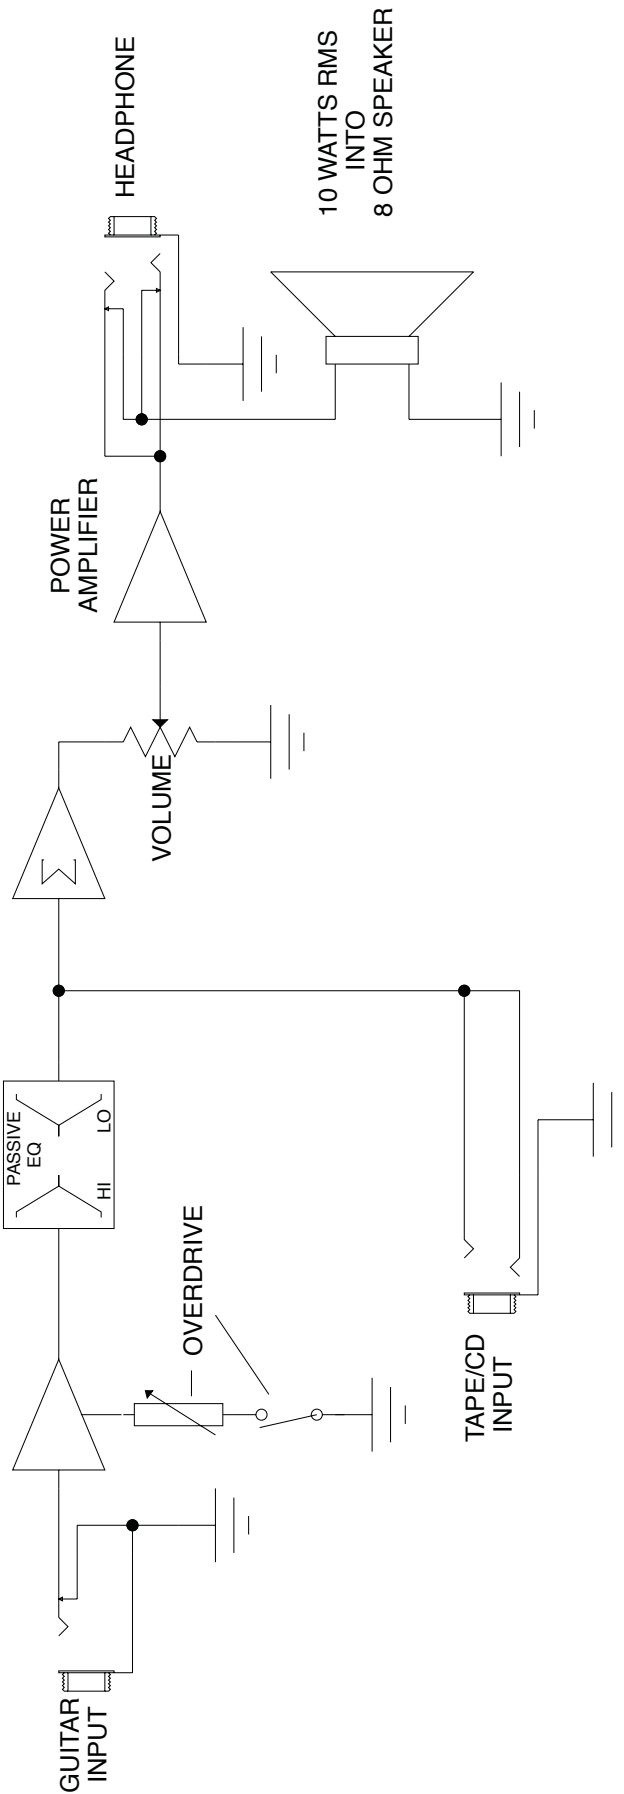 GUITAR
INPUT
OVERDRIVE
PASSIVE
EQ
HI
LO
TAPE/CD
INPUT
Σ
VOLUME
POWER
AMPLIFIER
HEADPHONE
10 WATTS RMS
INTO
8 OHM SPEAKER